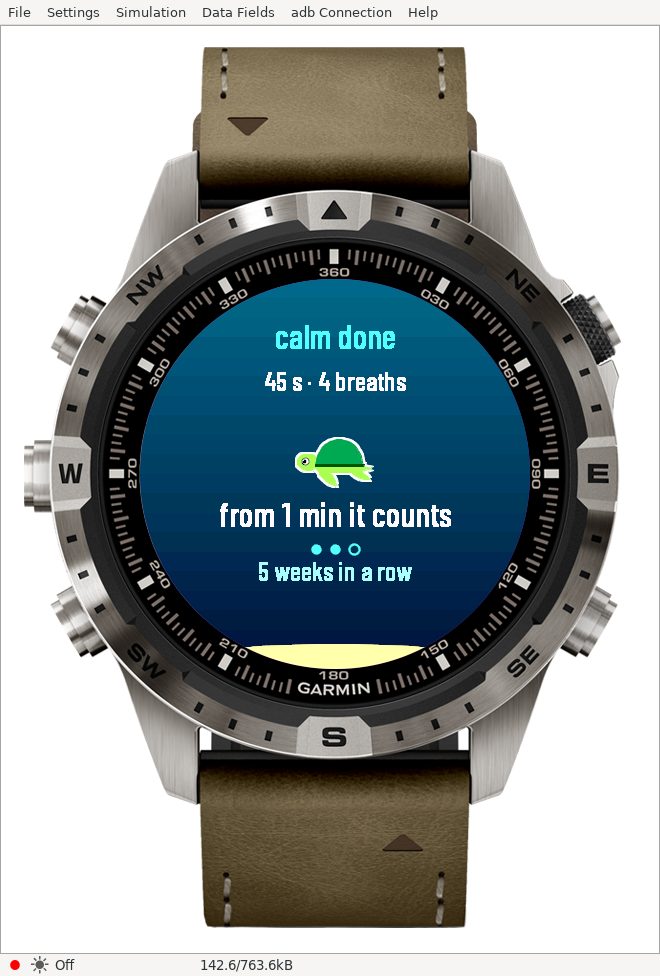 File Settings Simulation Data Fields adb Connection Help
360
330 030
NW NE
300 060
calm done
45 s · 4 breaths
W 270 090 E
from 1 min it counts
5 weeks in a row
240 120
SW SE
210 150
180
GARMIN
S
Off 142.6/763.6kB